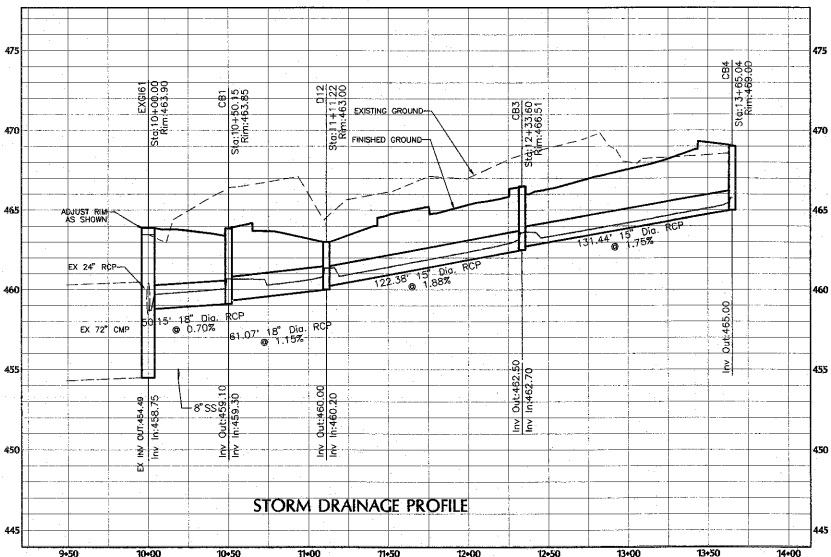 475
470
465
460
455
450
445
475
470
465
460
455
450
445
EXGI61
Sta:10+00.00
Rim:463.90
CB1
Sta:10+50.15
Rim:463.85
D12
Sta:11+11.22
Rim:463.00
CB3
Sta:12+33.60
Rim:466.51
CB4
Sta:13+65.04
Rim:469.00
EXISTING GROUND
FINISHED GROUND
ADJUST RIM
AS SHOWN
EX 24" RCP
EX 72" CMP
50.15' 18" Dia. RCP
@ 0.70%
61.07' 18" Dia. RCP
@ 1.15%
122.38' 15" Dia. RCP
@ 1.88%
131.44' 15" Dia. RCP
@ 1.75%
8"SS
EX INV OUT:454.49
Inv In:458.75
Inv Out:459.10
Inv In:459.30
Inv Out:460.00
Inv In:460.20
Inv Out:462.50
Inv In:462.70
Inv Out:465.00
STORM DRAINAGE PROFILE
9+50 10+00 10+50 11+00 11+50 12+00 12+50 13+00 13+50 14+00